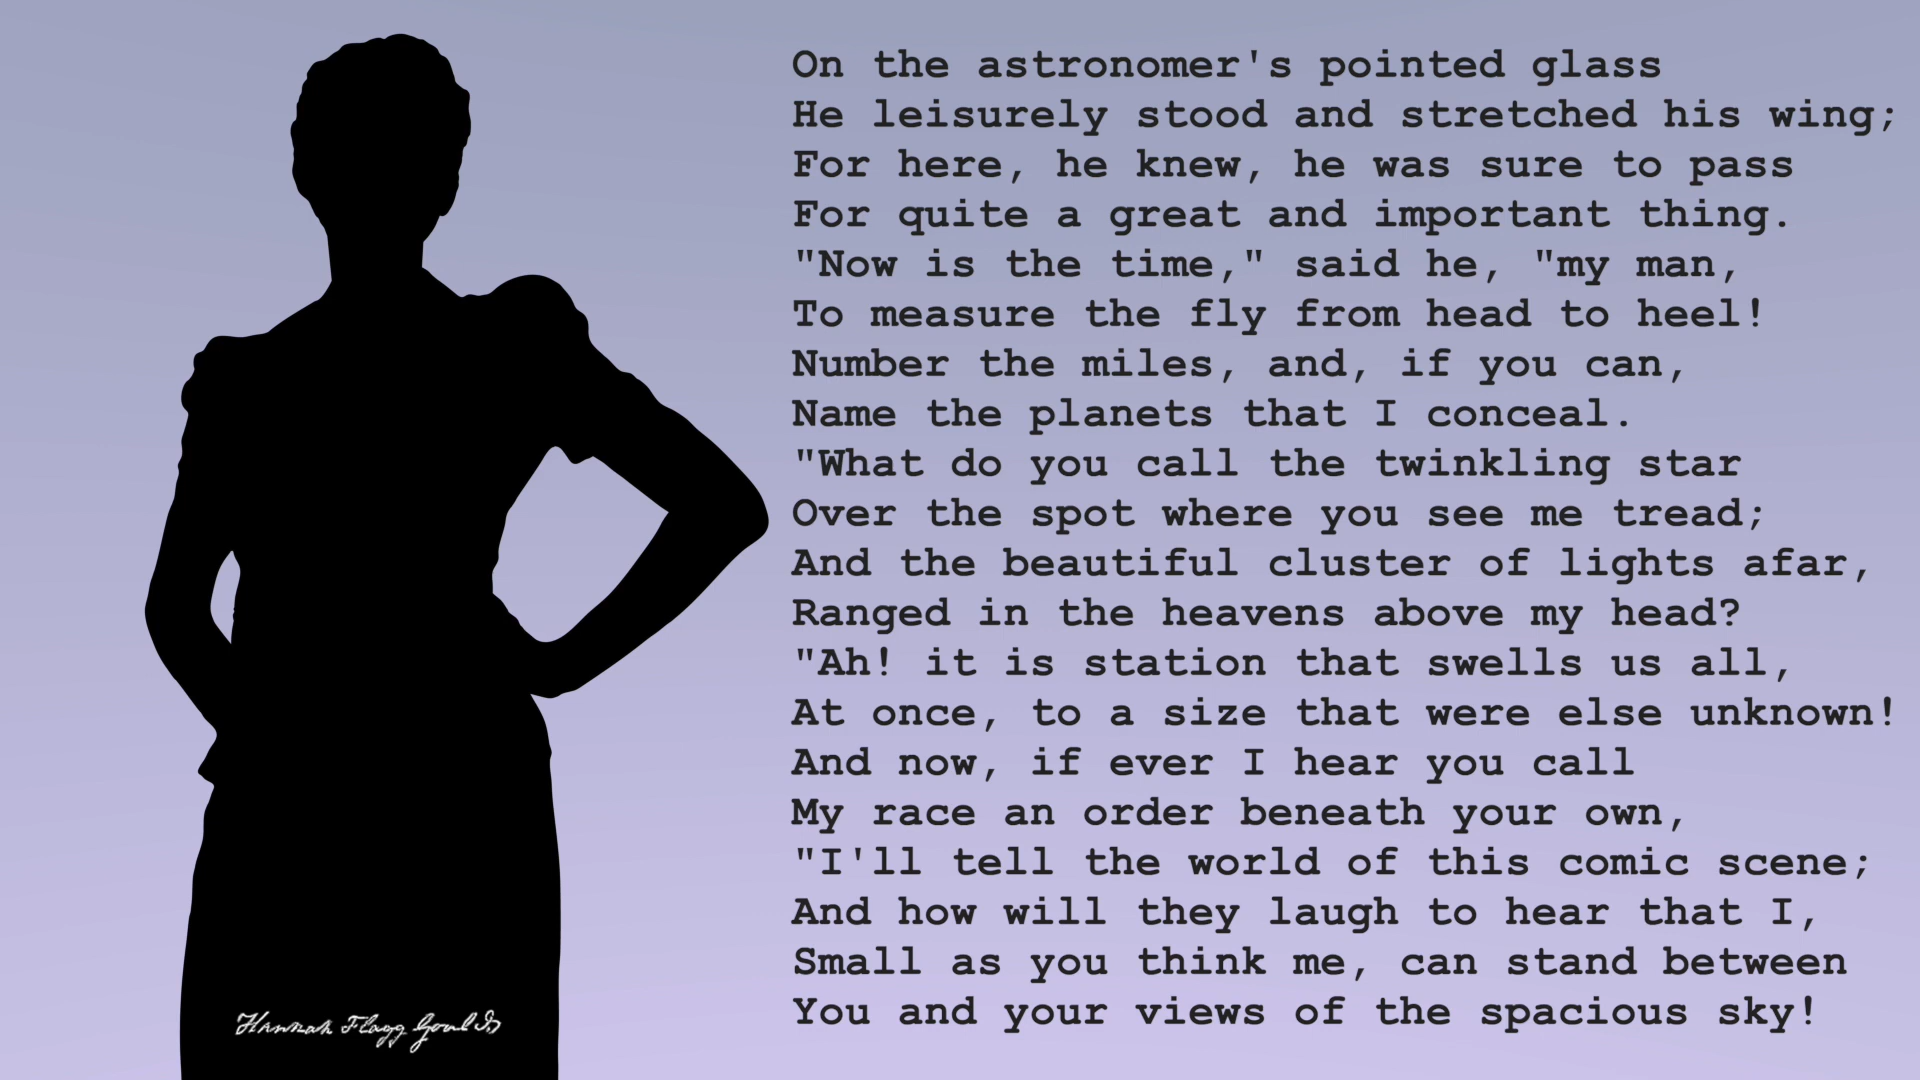 On the astronomer's pointed glass
He leisurely stood and stretched his wing;
For here, he knew, he was sure to pass
For quite a great and important thing.
"Now is the time," said he, "my man,
To measure the fly from head to heel!
Number the miles, and, if you can,
Name the planets that I conceal.
"What do you call the twinkling star
Over the spot where you see me tread;
And the beautiful cluster of lights afar,
Ranged in the heavens above my head?
"Ah! it is station that swells us all,
At once, to a size that were else unknown!
And now, if ever I hear you call
My race an order beneath your own,
"I'll tell the world of this comic scene;
And how will they laugh to hear that I,
Small as you think me, can stand between
You and your views of the spacious sky!
Hannah Flagg Gould